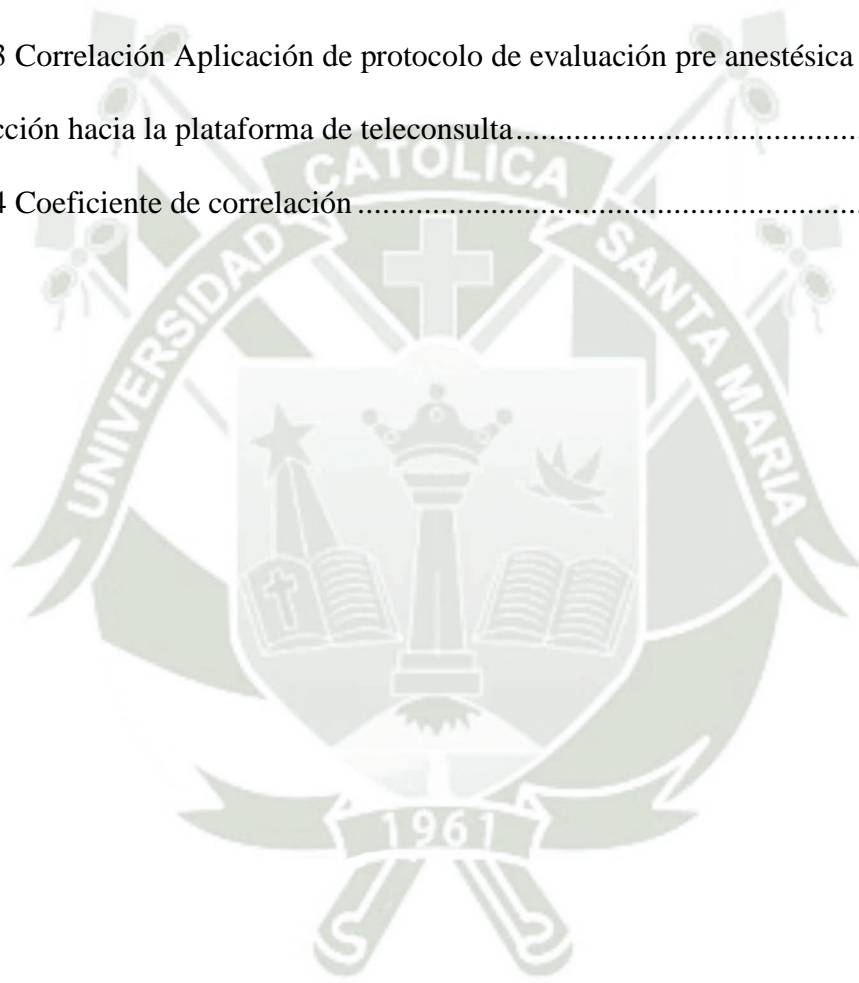 3 Correlación Aplicación de protocolo de evaluación pre anestésica
cción hacia la plataforma de teleconsulta..........................................
4 Coeficiente de correlación.............................................................
UNIVERSIDAD CATOLICA SANTA MARIA
1961